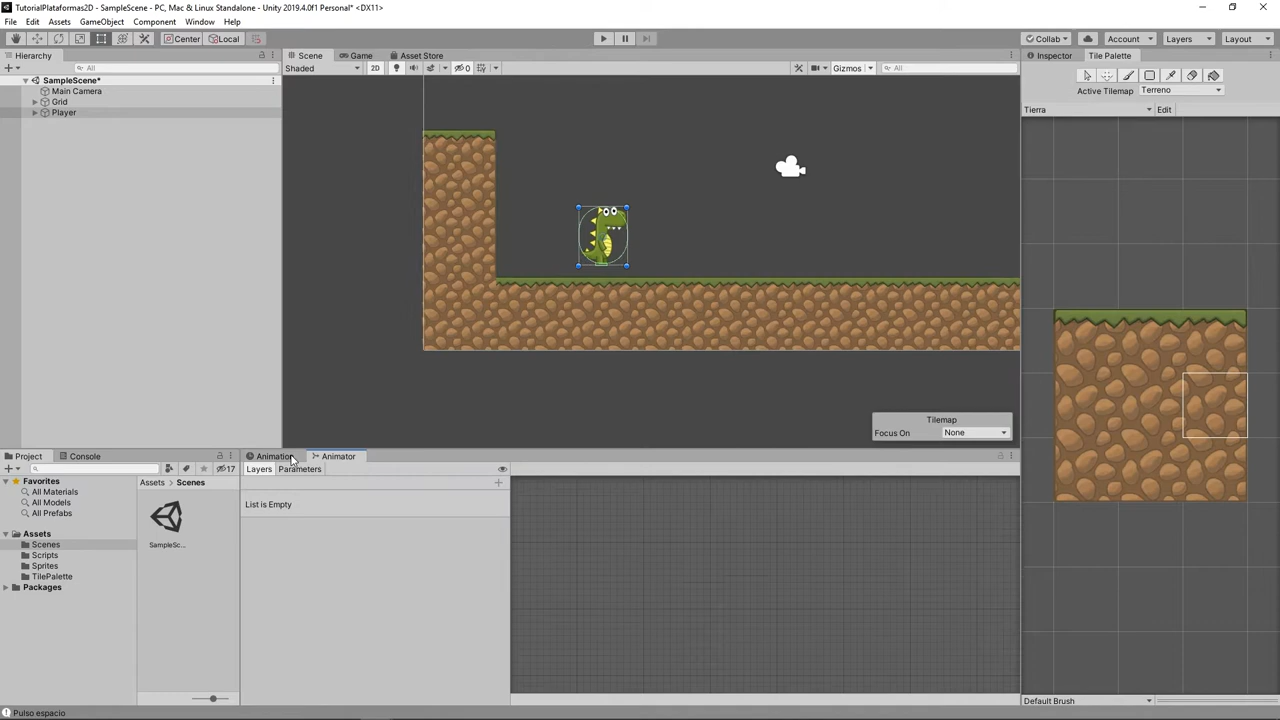 TutorialPlataformas2D - SampleScene - PC, Mac & Linux Standalone - Unity 2019.4.0f1 Personal* <DX11>
File Edit Assets GameObject Component Window Help
Center Local Collab Account Layers Layout
Hierarchy Scene Game Asset Store Inspector Tile Palette
All Shaded 2D 0 Gizmos All
SampleScene*
Main Camera
Grid
Player
Active Tilemap Terreno
Tierra Edit
Tilemap
Focus On None
Project Console Animation Animator
17 Layers Parameters
Favorites
All Materials
All Models
All Prefabs
Assets
Scenes
Scripts
Sprites
TilePalette
Packages
Assets Scenes
SampleSc...
List is Empty
Default Brush
Pulso espacio